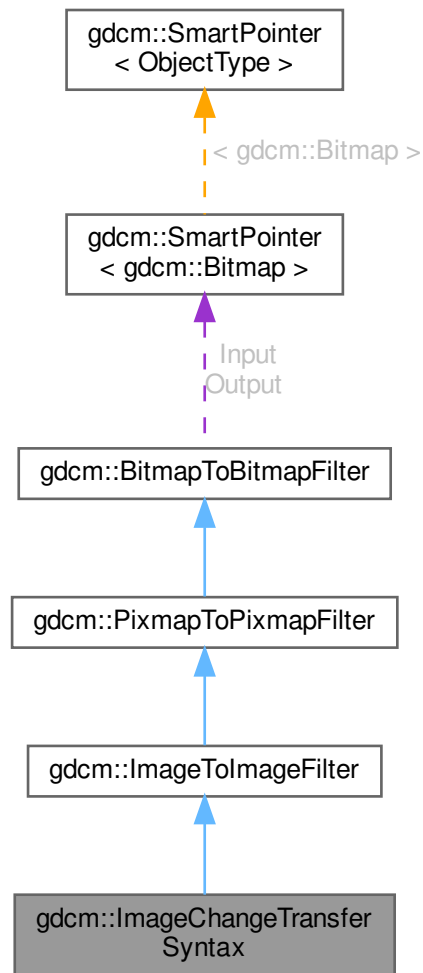 gdcm::SmartPointer
< ObjectType >
< gdcm::Bitmap >
gdcm::SmartPointer
< gdcm::Bitmap >
Input
Output
gdcm::BitmapToBitmapFilter
gdcm::PixmapToPixmapFilter
gdcm::ImageToImageFilter
gdcm::ImageChangeTransfer
Syntax